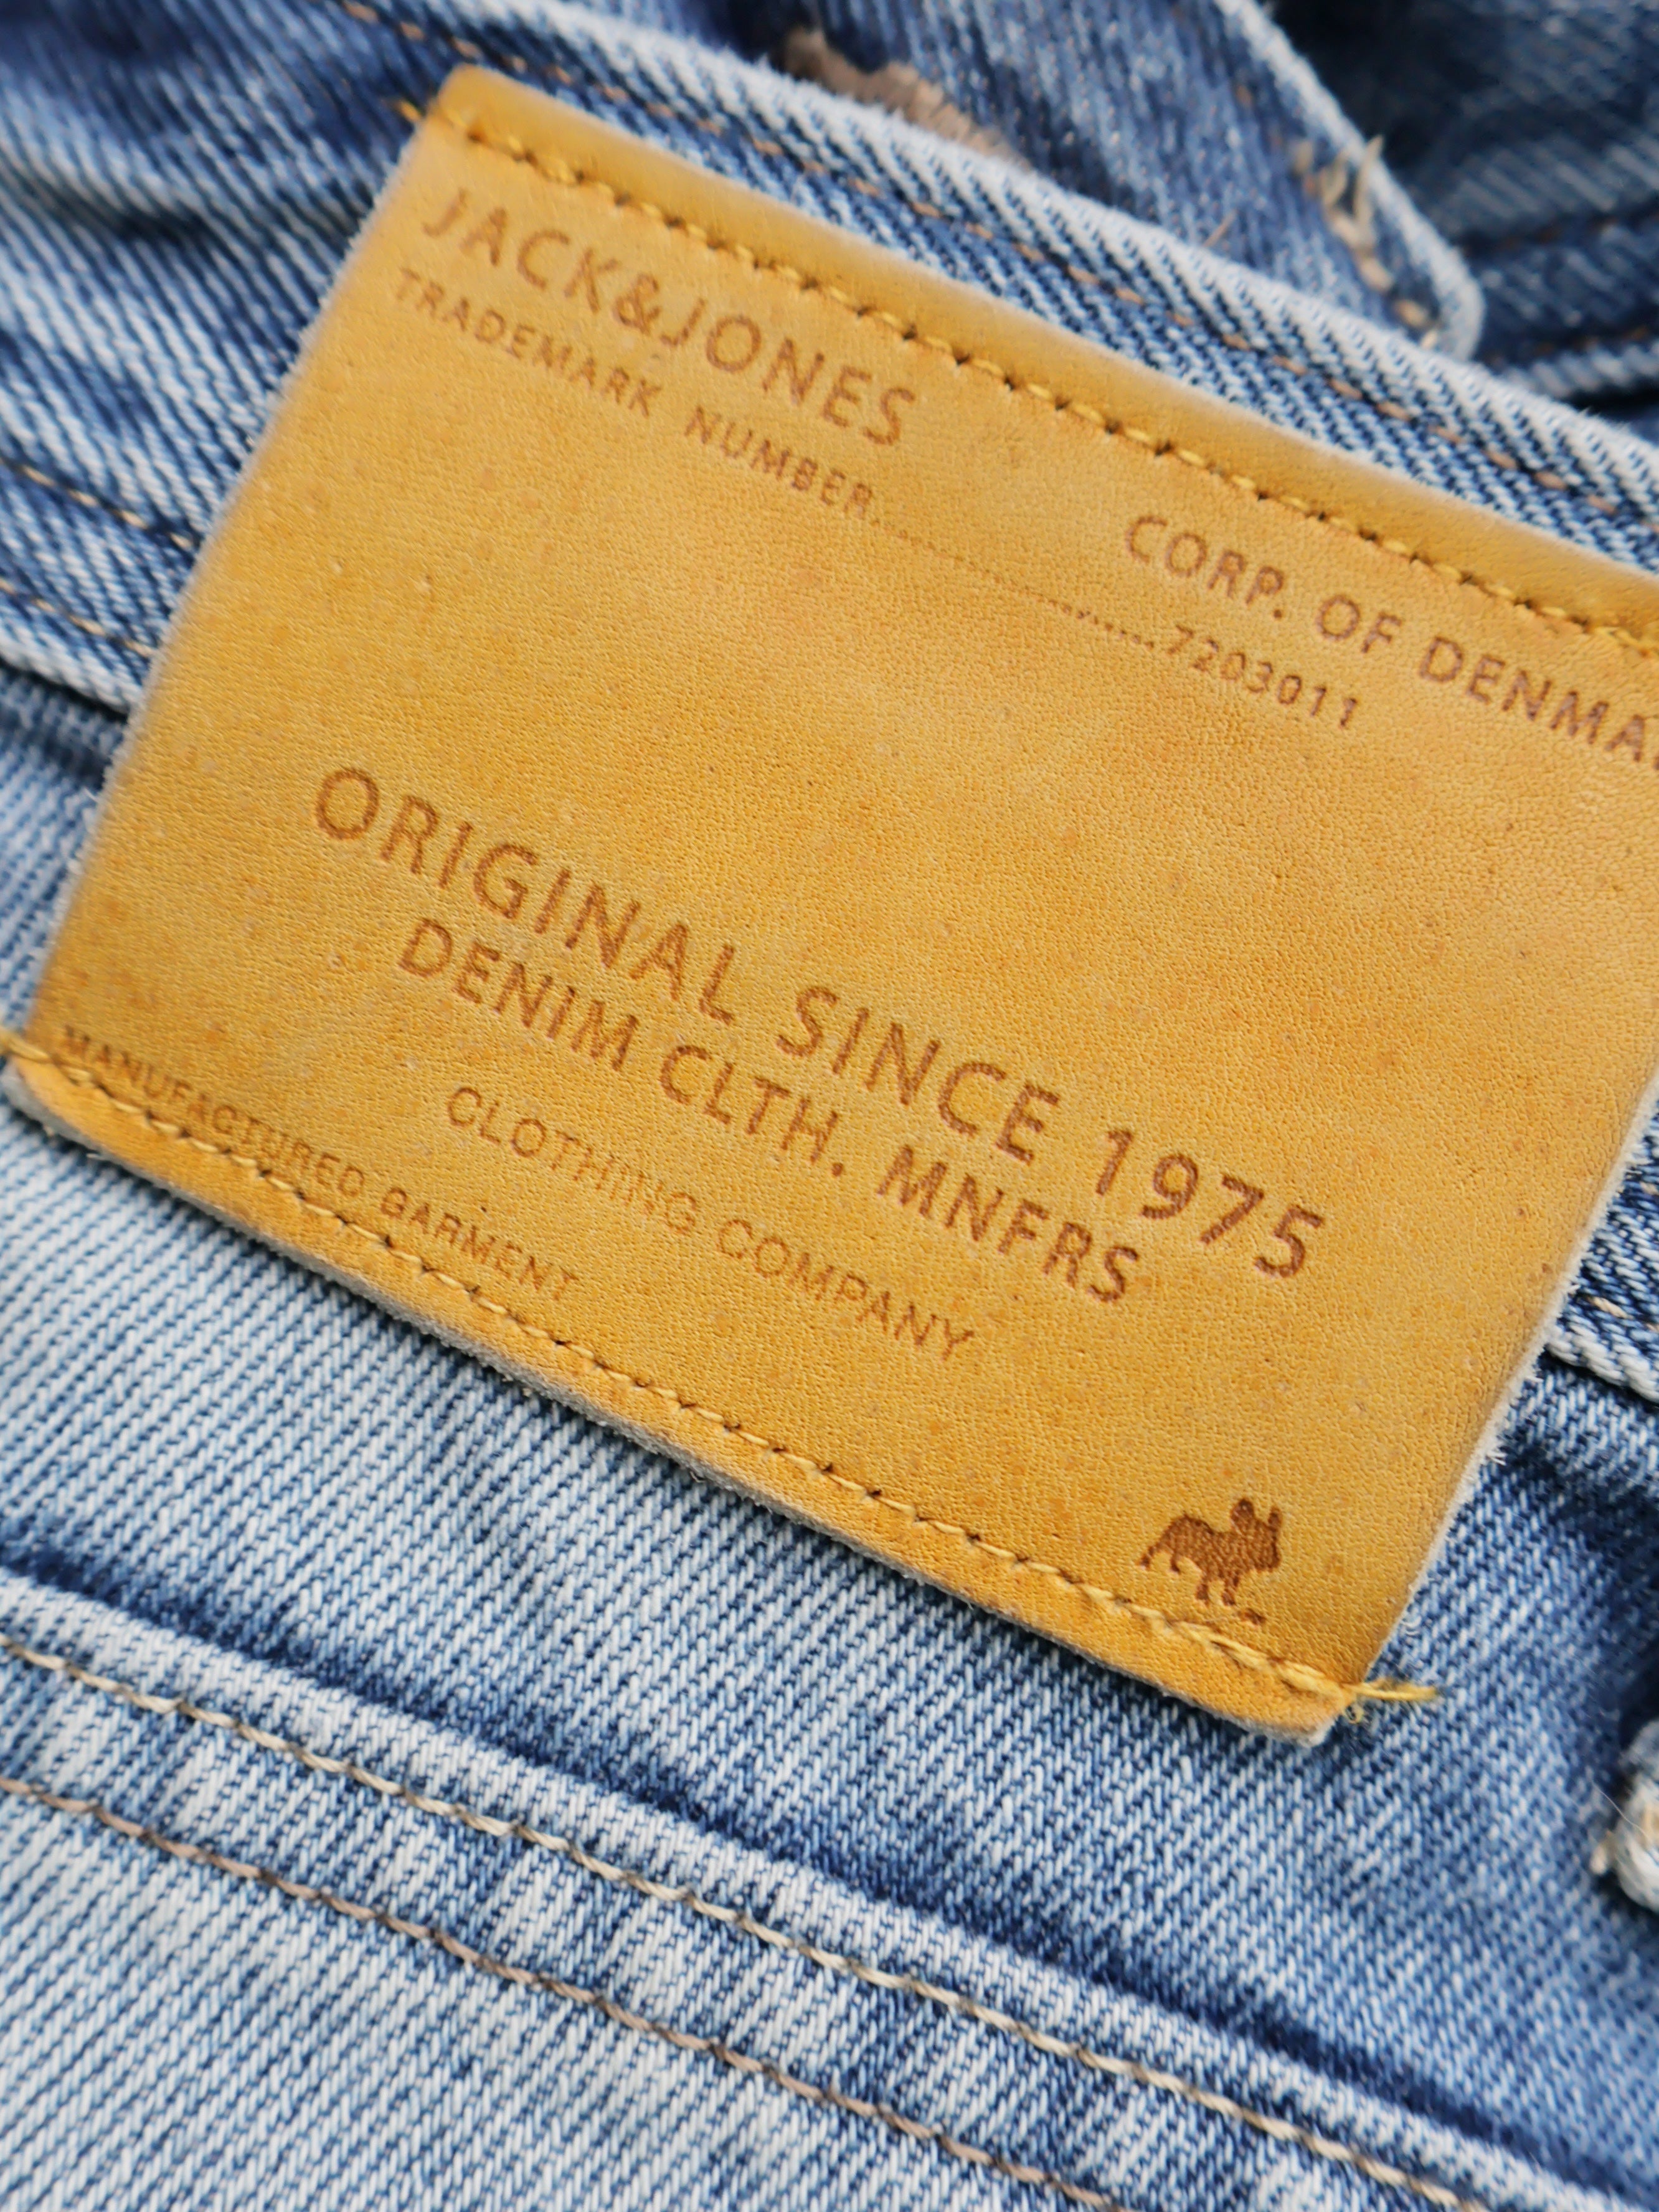 JACK&JONES CORP. OF DENMA
TRADEMARK NUMBER..............................7203011
ORIGINAL SINCE 1975
DENIM CLTH. MNFRS
CLOTHING COMPANY
MANUFACTURED GARMENT